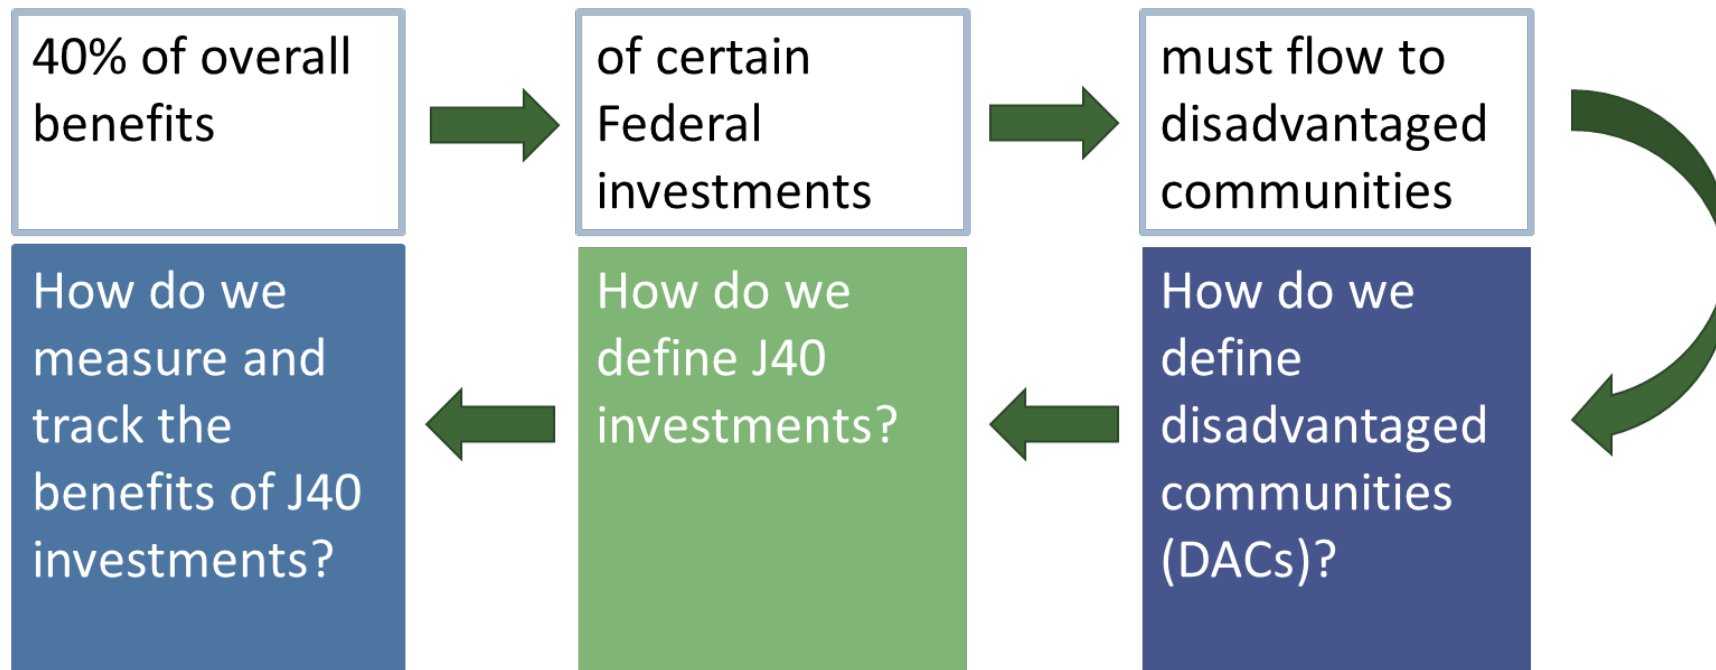 40% of overall
benefits
of certain
Federal
investments
must flow to
disadvantaged
communities
How do we
define
disadvantaged
communities
(DACs)?
How do we
define J40
investments?
How do we
measure and
track the
benefits of J40
investments?